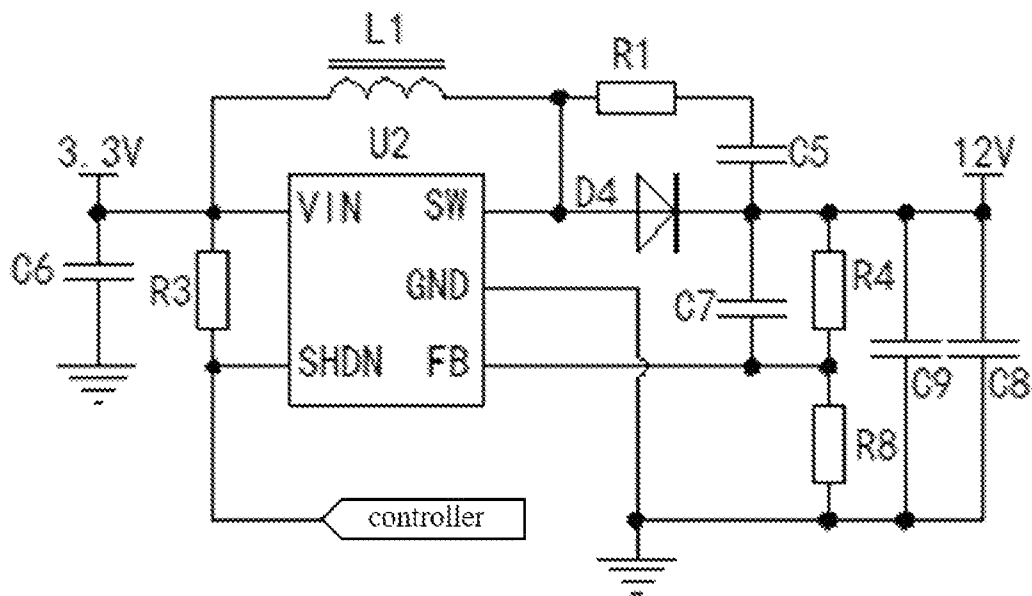 L1
R1
U2
C5
3.3V
12V
VIN
SW
D4
C6
R3
GND
C7
R4
SHDN
FB
C9
C8
R8
controller